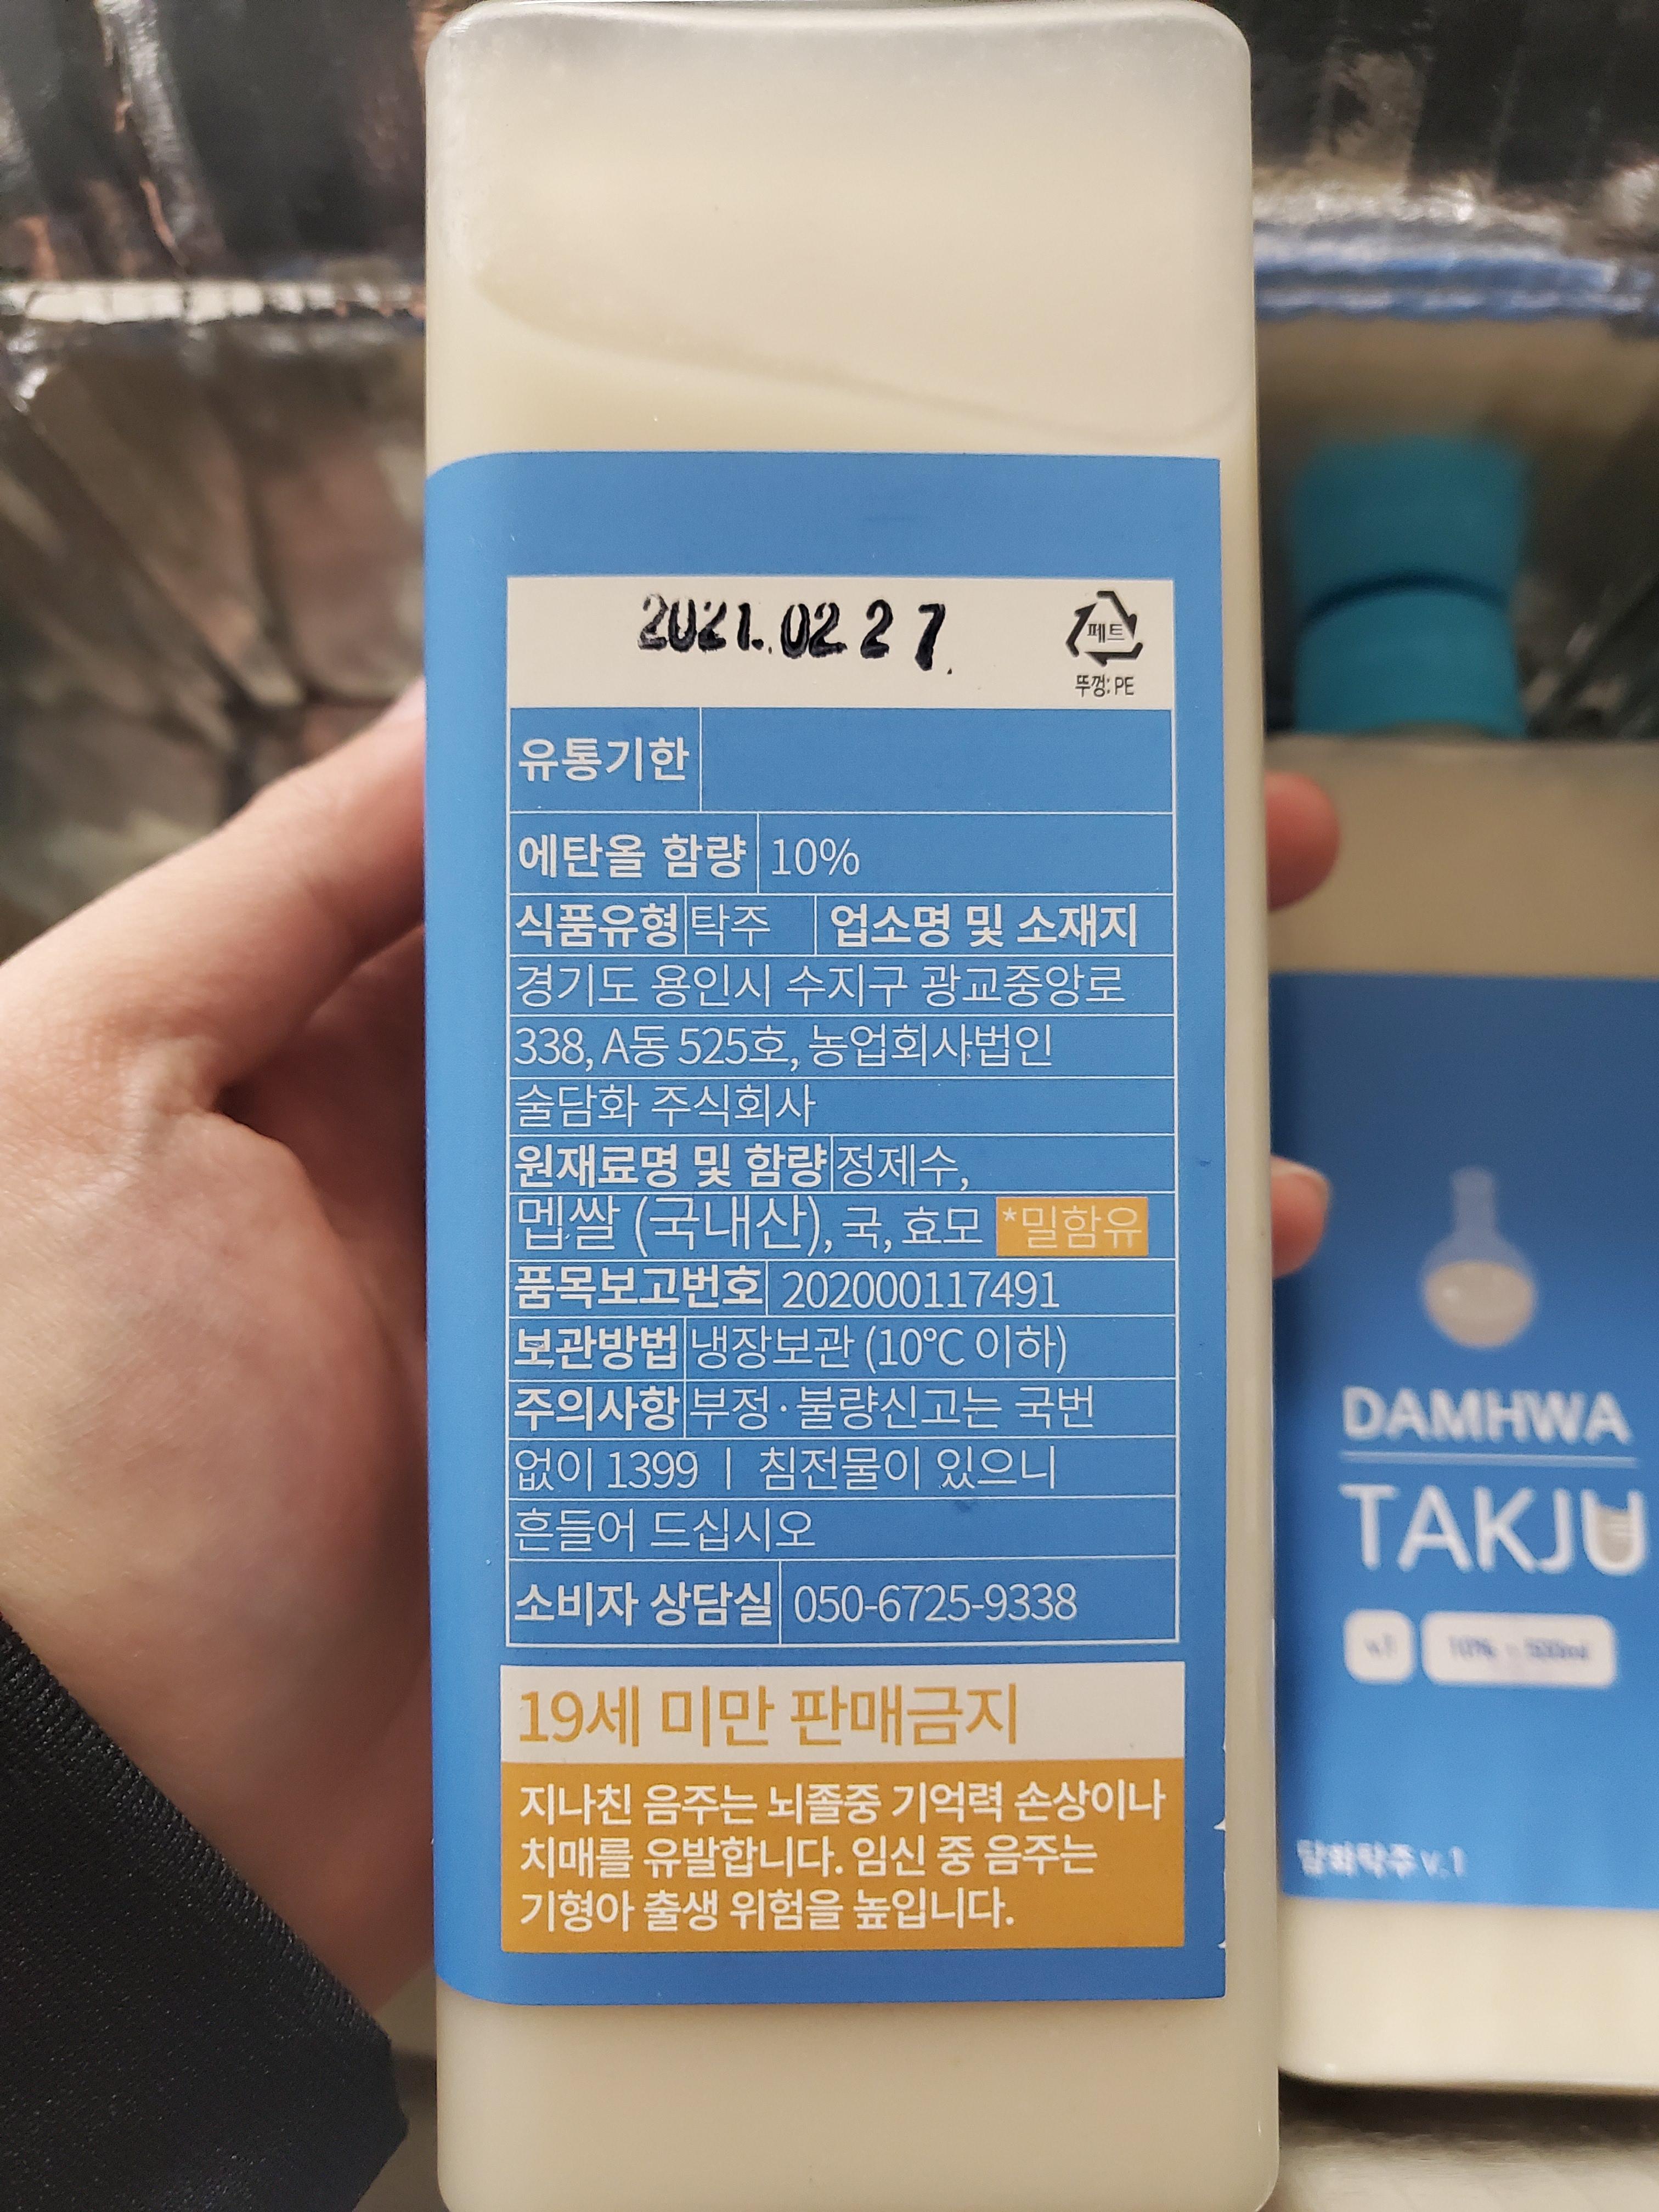 2021.02 27.
페트
뚜껑: PE
유통기한
에탄올 함량 10%
식품유형 탁주 업소명 및 소재지
경기도 용인시 수지구 광교중앙로
338, A동 525호, 농업회사법인
술담화 주식회사
원재료명 및 함량 정제수,
멥쌀 (국내산), 국, 효모 *밀함유
품목보고번호 202000117491
보관방법 냉장보관 (10℃ 이하)
주의사항 부정·불량신고는 국번
없이 1399 ㅣ 침전물이 있으니
흔들어 드십시오
소비자 상담실 050-6725-9338
19세 미만 판매금지
지나친 음주는 뇌졸중 기억력 손상이나
치매를 유발합니다. 임신 중 음주는
기형아 출생 위험을 높입니다.
DAMHWA
TAKJU
v.1 10% - 500ml
담화탁주 v.1